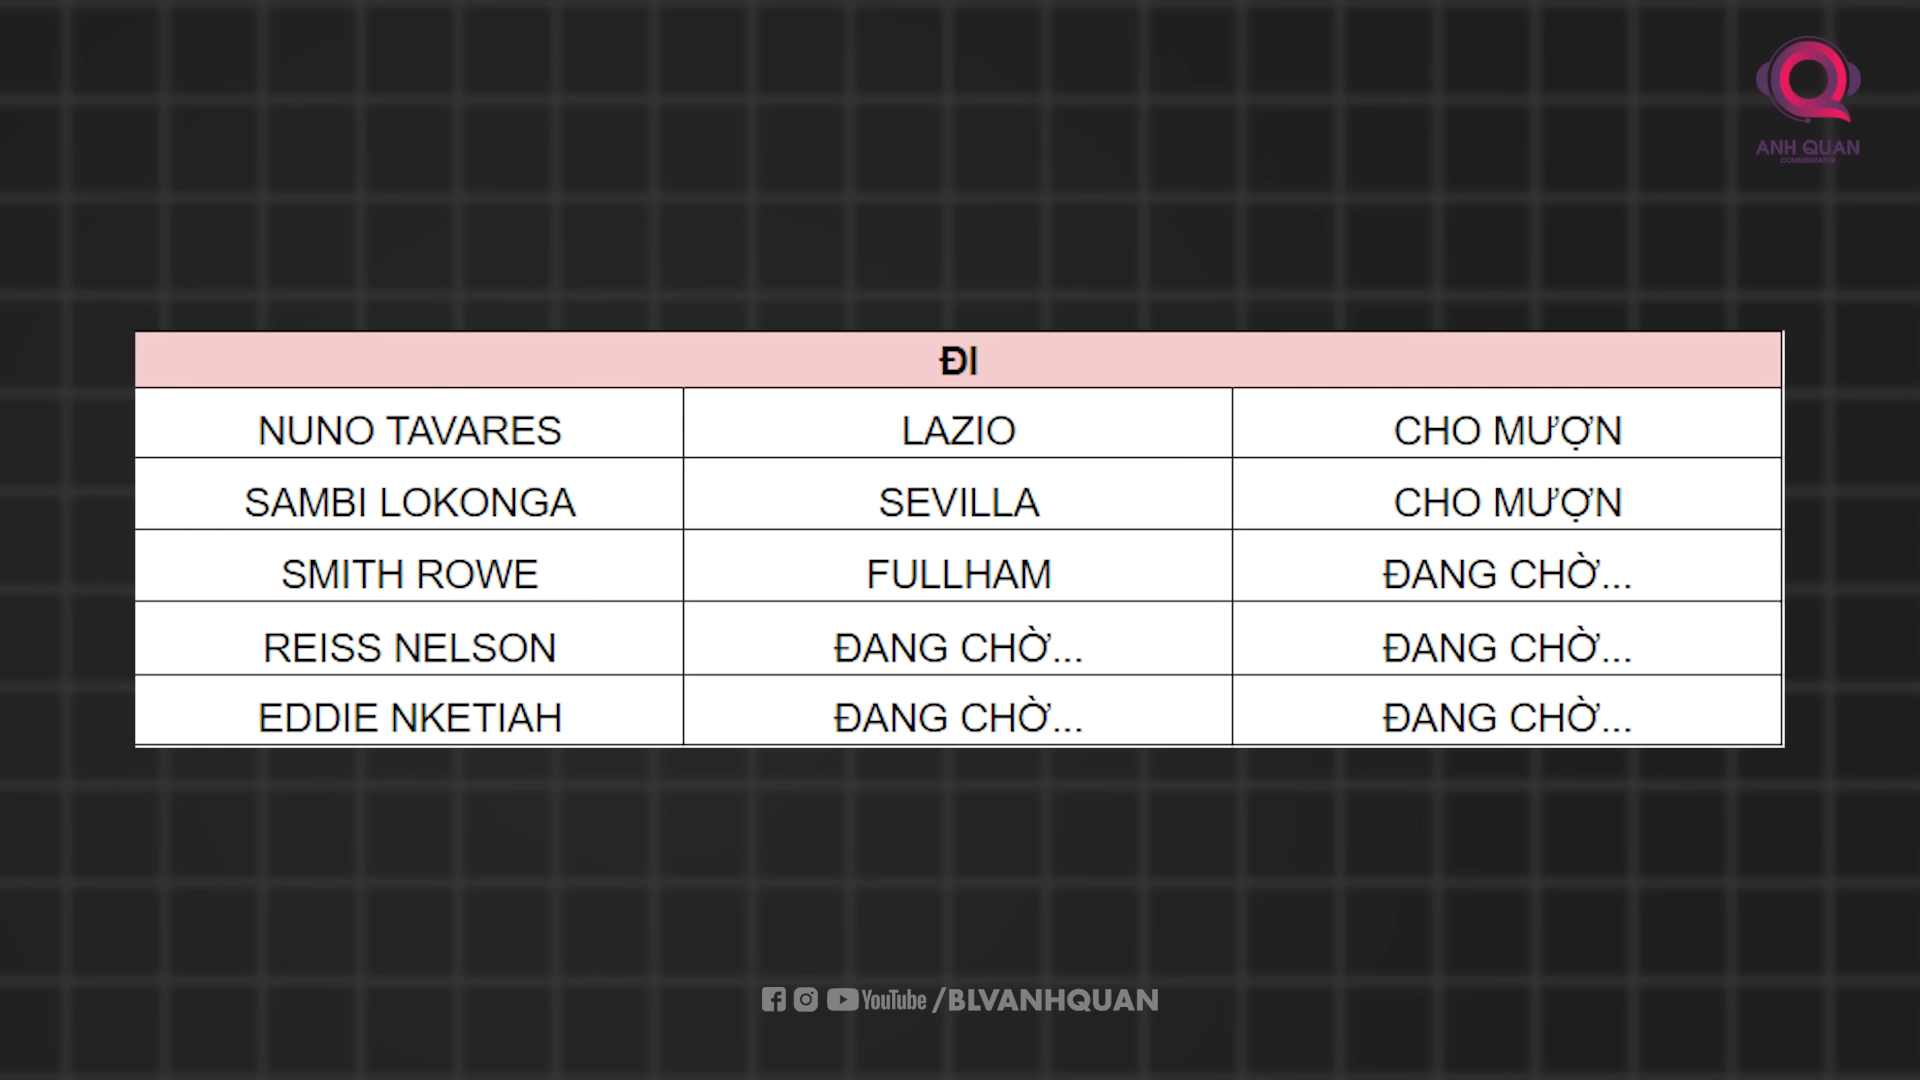 ANH QUAN
COMMENTATOR
ĐI
NUNO TAVARES LAZIO CHO MƯỢN
SAMBI LOKONGA SEVILLA CHO MƯỢN
SMITH ROWE FULLHAM ĐANG CHỜ...
REISS NELSON ĐANG CHỜ... ĐANG CHỜ...
EDDIE NKETIAH ĐANG CHỜ... ĐANG CHỜ...
YouTube /BLVANHQUAN